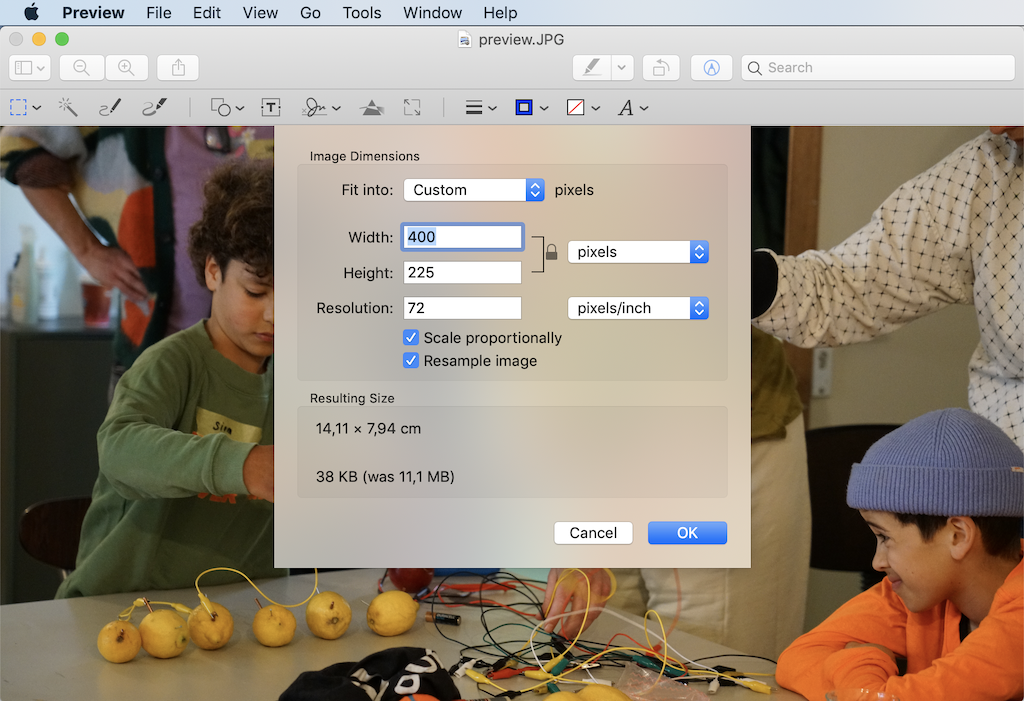 Preview File Edit View Go Tools Window Help
preview.JPG
Search
T A
Image Dimensions
Fit into: Custom pixels
Width: 400
pixels
Height: 225
Resolution: 72 pixels/inch
Scale proportionally
Resample image
Resulting Size
14,11 × 7,94 cm
38 KB (was 11,1 MB)
Cancel OK